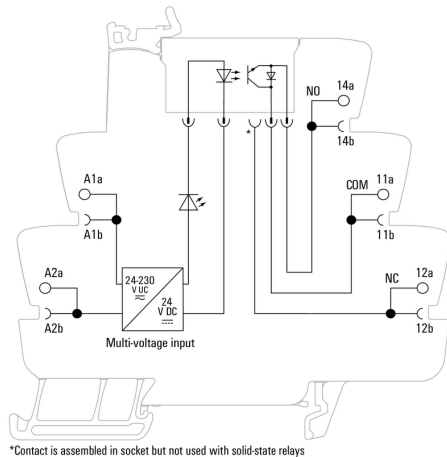 NO
14a
*
14b
A1a
COM
11a
A1b
11b
A2a
24-230
V UC
NC
12a
24
V DC
A2b
12b
Multi-voltage input
*Contact is assembled in socket but not used with solid-state relays